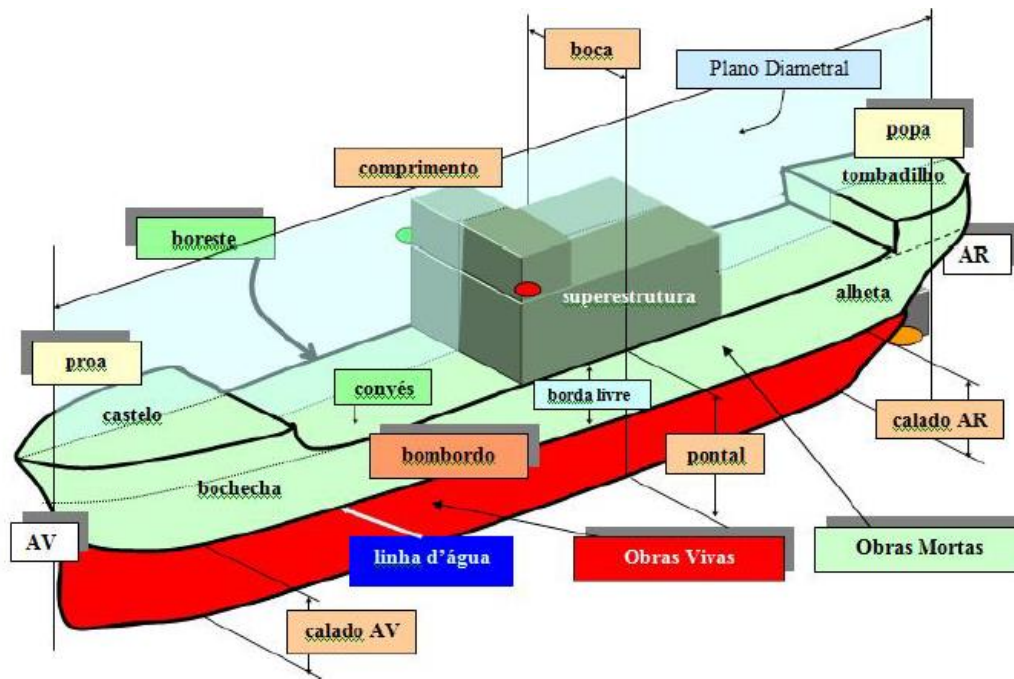 boca
Plano Diametral
popa
comprimento
tombadilho
boreste
AR
superestrutura
alheta
proa
convés
borda livre
castelo
calado AR
bombordo
pontal
bochecha
AV
linha d'água
Obras Vivas
Obras Mortas
calado AV